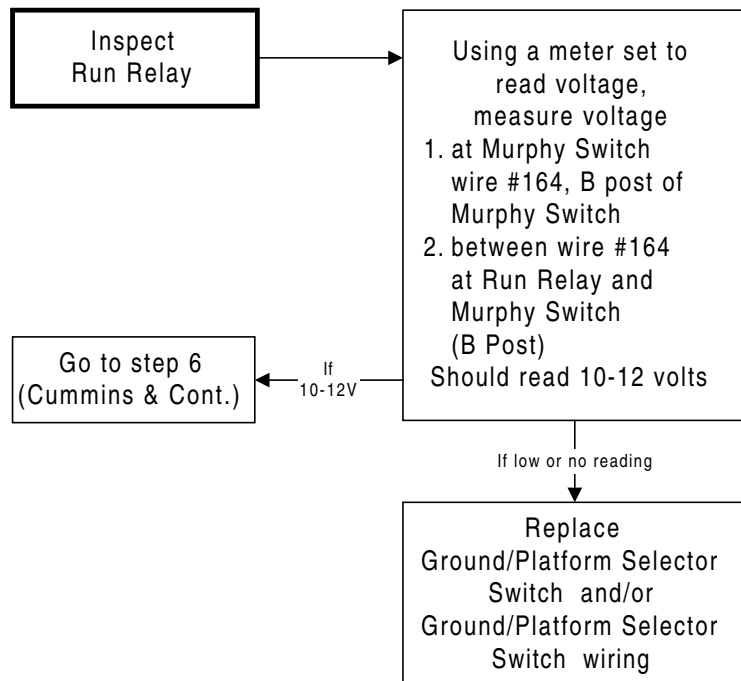 Inspect
Run Relay
Using a meter set to
read voltage,
measure voltage
1. at Murphy Switch
wire #164, B post of
Murphy Switch
2. between wire #164
at Run Relay and
Murphy Switch
(B Post)
Should read 10-12 volts
If
10-12V
Go to step 6
(Cummins & Cont.)
If low or no reading
Replace
Ground/Platform Selector
Switch and/or
Ground/Platform Selector
Switch wiring